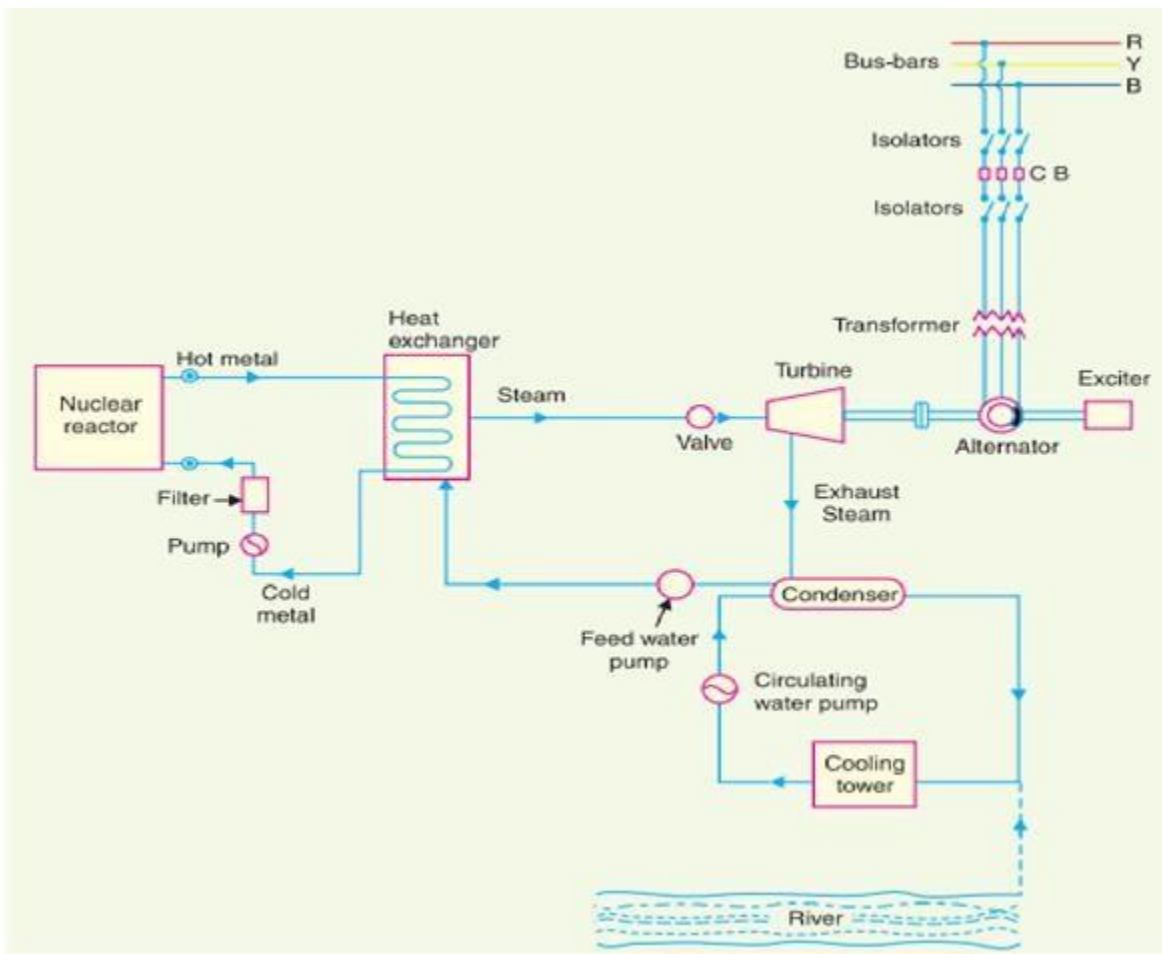 R
Bus-bars
Y
B
Isolators
C B
Isolators
Transformer
Heat
exchanger
Hot metal
Turbine
Exciter
Nuclear
reactor
Steam
Valve
Alternator
Filter
Exhaust
Steam
Pump
Cold
metal
Condenser
Feed water
pump
Circulating
water pump
Cooling
tower
River